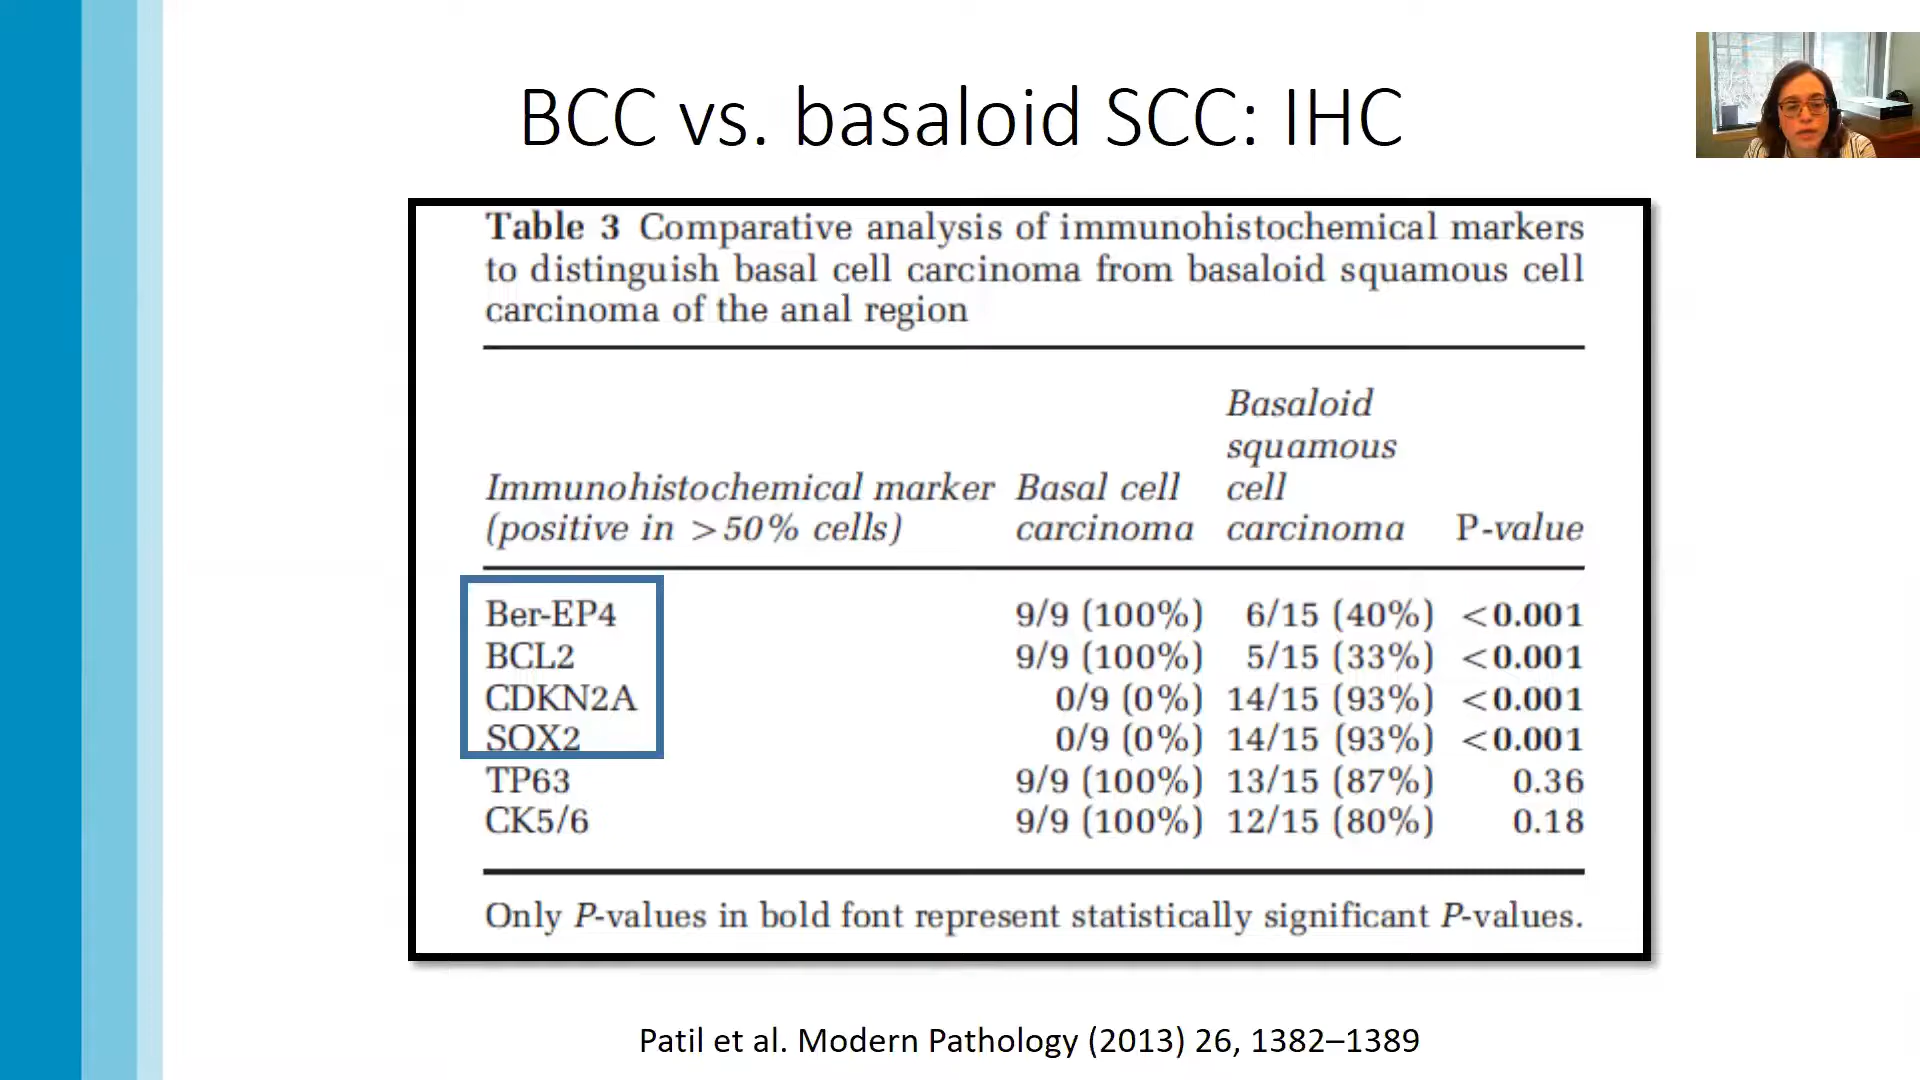 BCC vs. basaloid SCC: IHC
Table 3 Comparative analysis of immunohistochemical markers
to distinguish basal cell carcinoma from basaloid squamous cell
carcinoma of the anal region
Basaloid
squamous
Immunohistochemical marker Basal cell cell
(positive in >50% cells) carcinoma carcinoma P-value
Ber-EP4 9/9 (100%) 6/15 (40%) <0.001
BCL2 9/9 (100%) 5/15 (33%) <0.001
CDKN2A 0/9 (0%) 14/15 (93%) <0.001
SOX2 0/9 (0%) 14/15 (93%) <0.001
TP63 9/9 (100%) 13/15 (87%) 0.36
CK5/6 9/9 (100%) 12/15 (80%) 0.18
Only P-values in bold font represent statistically significant P-values.
Patil et al. Modern Pathology (2013) 26, 1382–1389